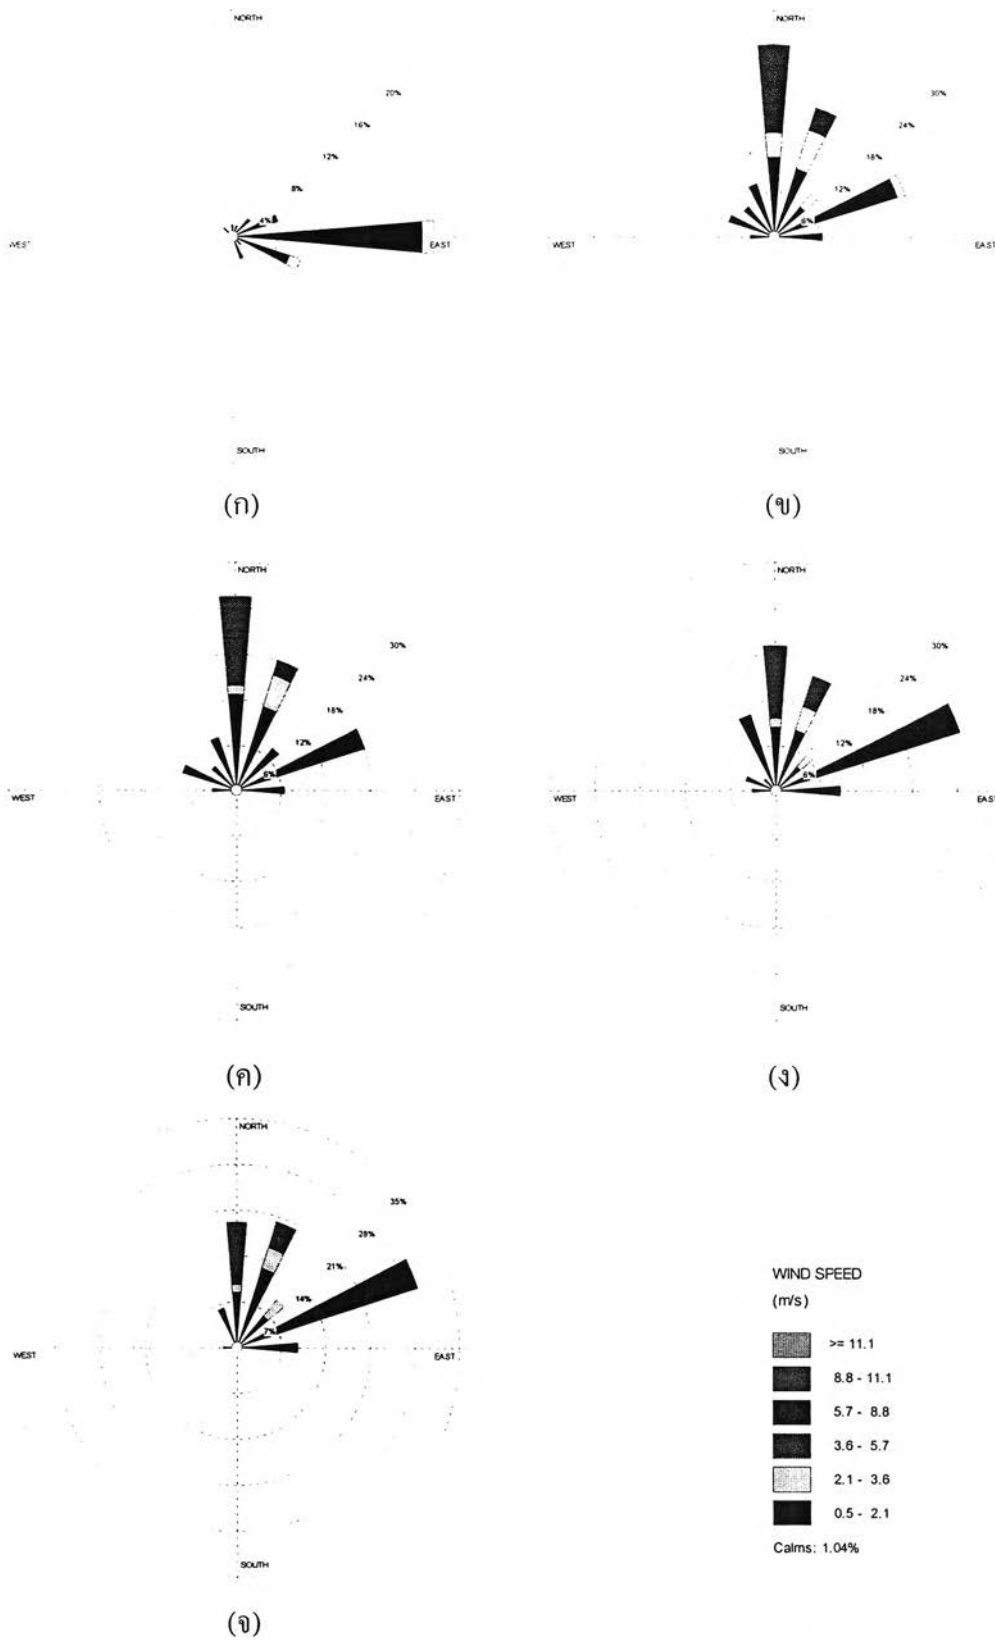 NORTH
20%
16%
12%
8%
4%
WEST
EAST
SOUTH
(ก)
NORTH
30%
24%
18%
12%
6%
WEST
EAST
SOUTH
(ข)
NORTH
30%
24%
18%
12%
6%
WEST
EAST
SOUTH
(ค)
NORTH
30%
24%
18%
12%
6%
WEST
EAST
SOUTH
(ง)
NORTH
35%
28%
21%
14%
7%
WEST
EAST
SOUTH
(จ)
WIND SPEED
(m/s)
>= 11.1
8.8 - 11.1
5.7 - 8.8
3.6 - 5.7
2.1 - 3.6
0.5 - 2.1
Calms: 1.04%